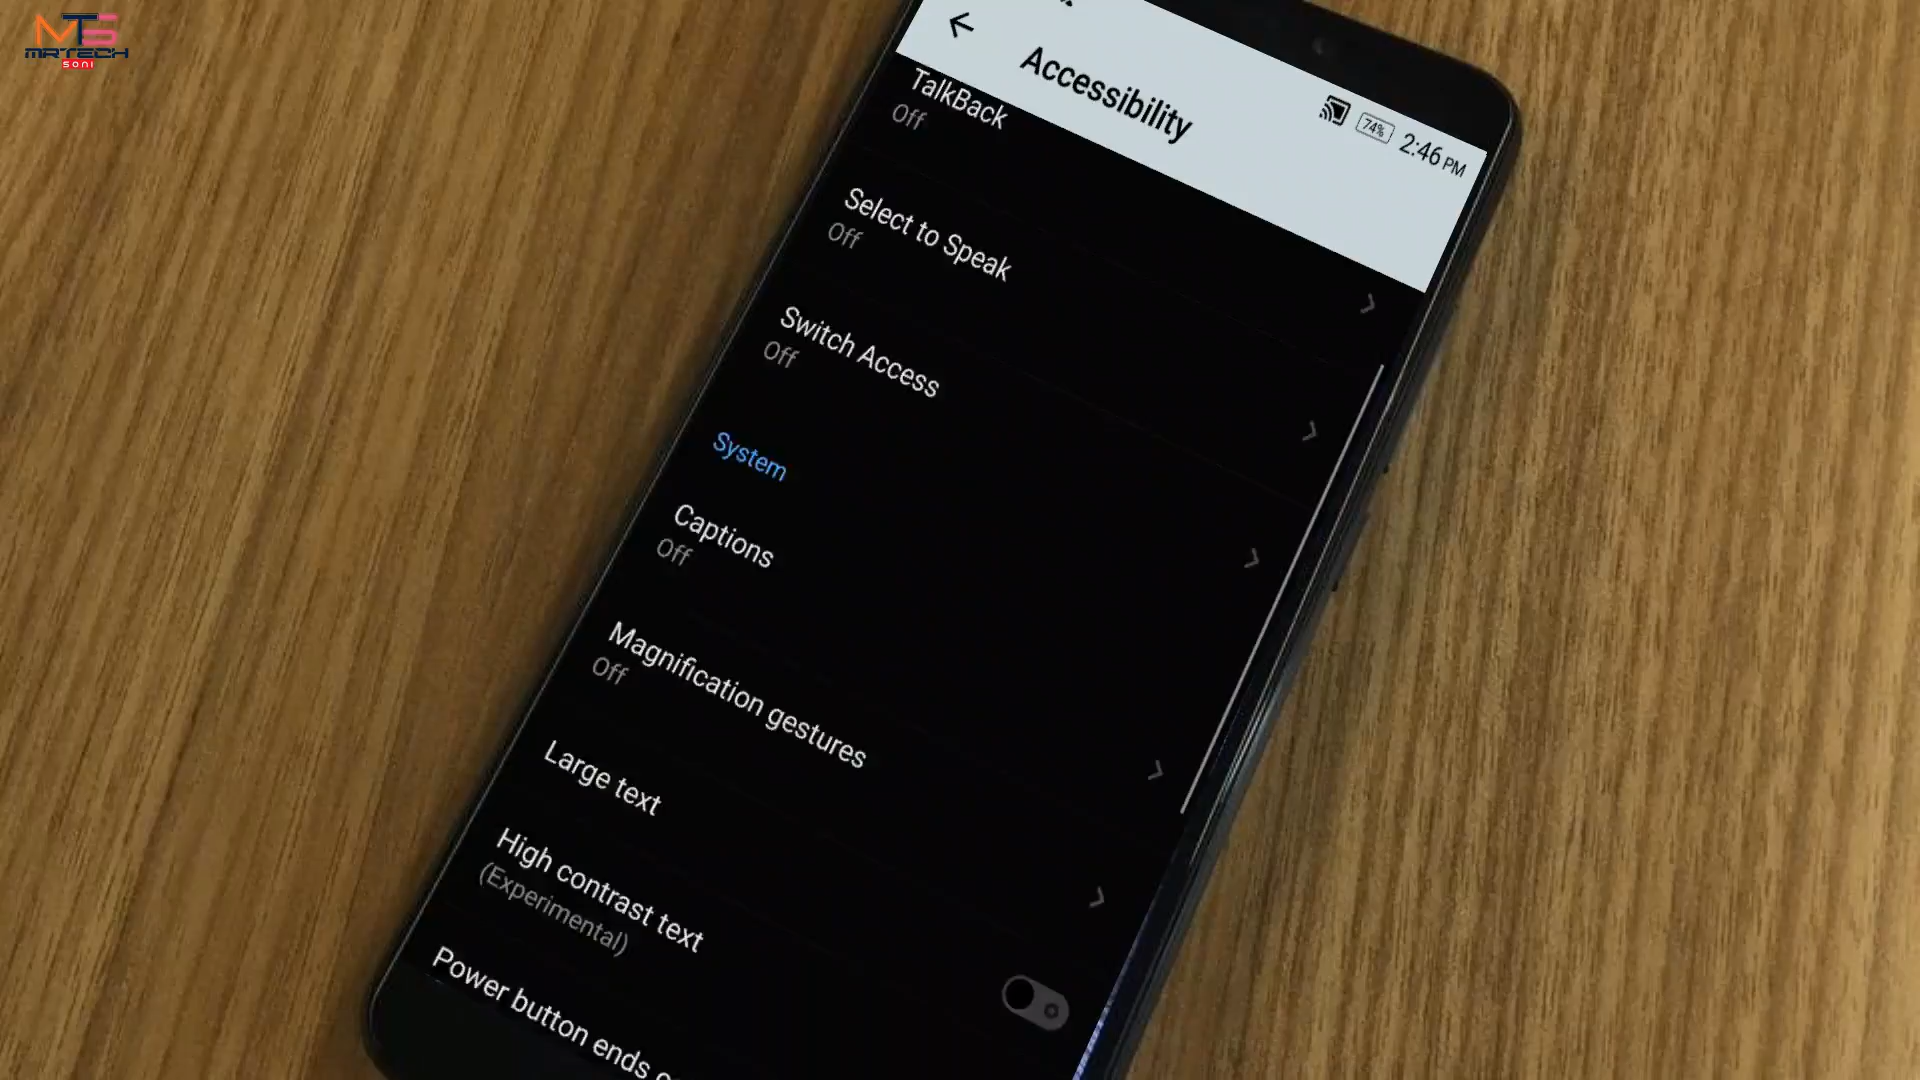 MTS
MRTECH
SONI
Accessibility
74% 2:46 PM
TalkBack
Off
Select to Speak
Off
Switch Access
Off
System
Captions
Off
Magnification gestures
Off
Large text
High contrast text
(Experimental)
Power button ends